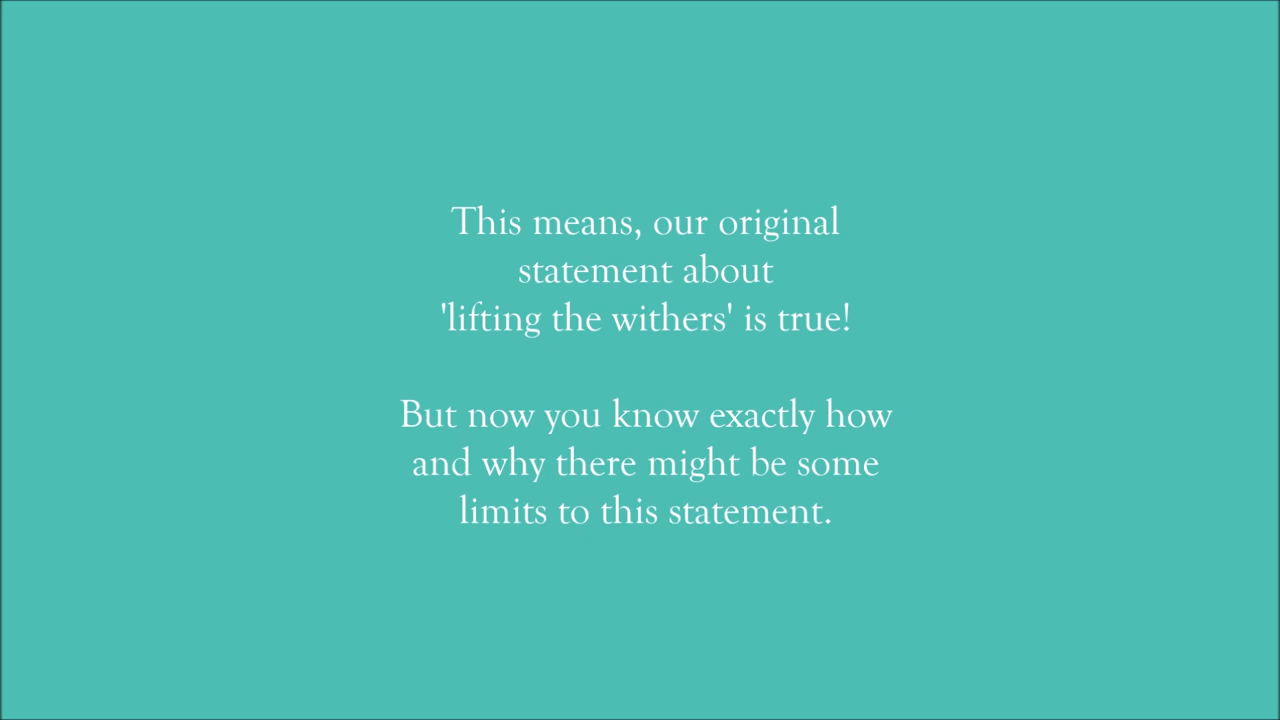 This means, our original
statement about
'lifting the withers' is true!
But now you know exactly how
and why there might be some
limits to this statement.